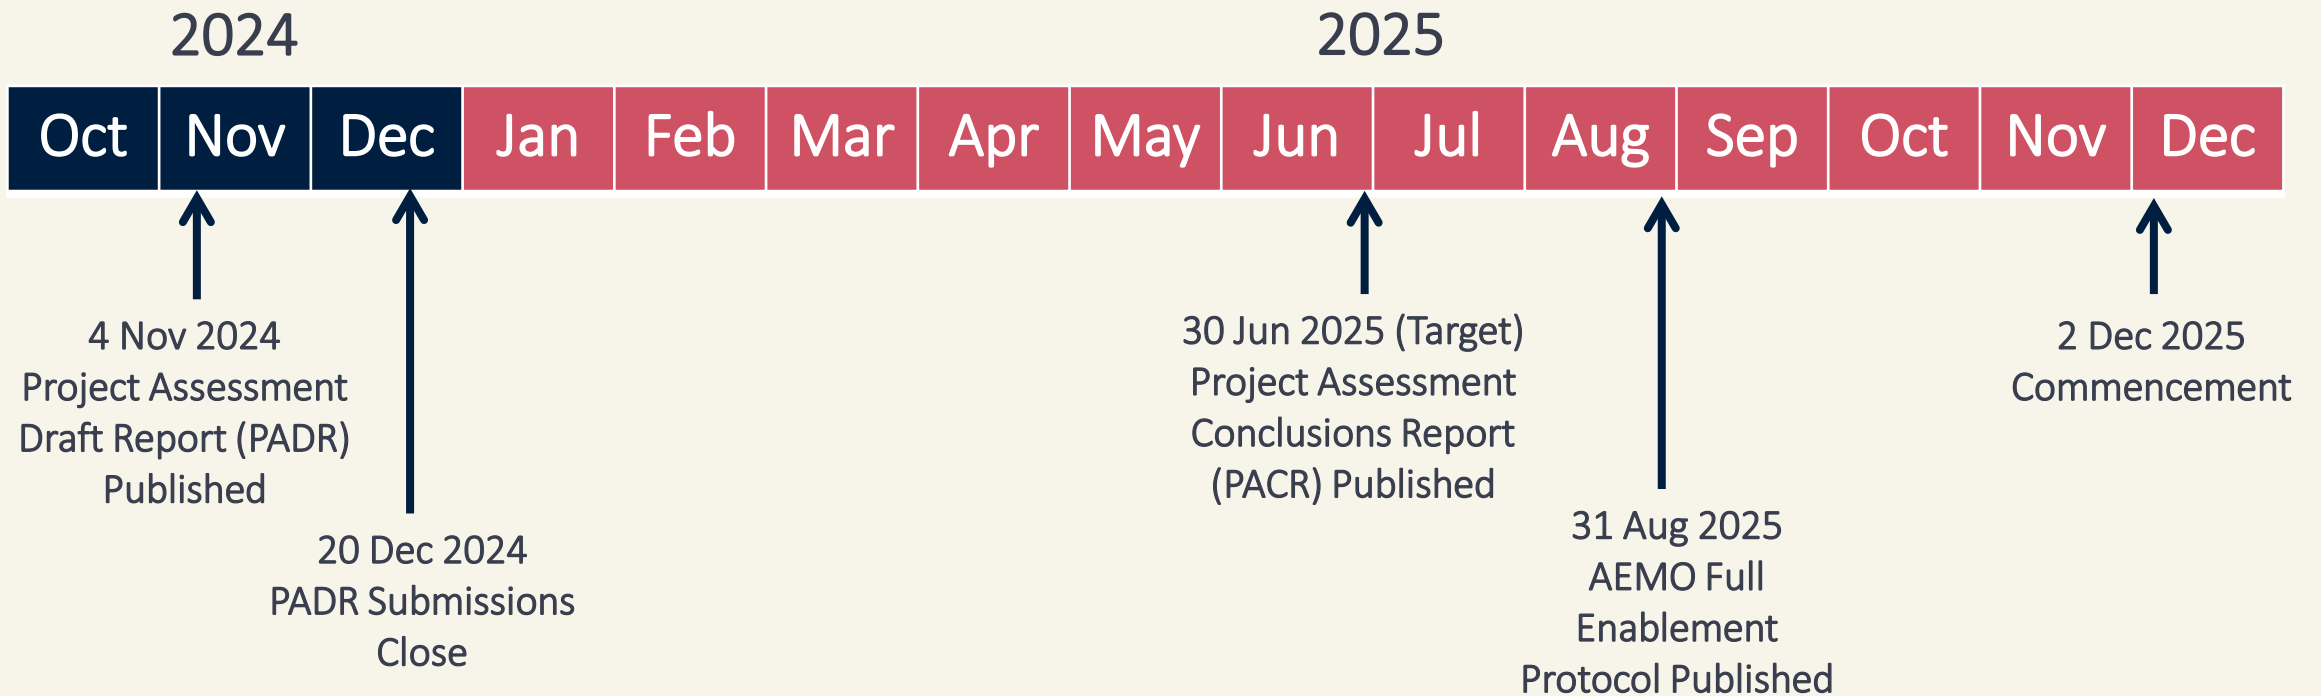 2024
2025
Oct Nov Dec Jan Feb Mar Apr May Jun Jul Aug Sep Oct Nov Dec
4 Nov 2024
Project Assessment
Draft Report (PADR)
Published
20 Dec 2024
PADR Submissions
Close
30 Jun 2025 (Target)
Project Assessment
Conclusions Report
(PACR) Published
31 Aug 2025
AEMO Full
Enablement
Protocol Published
2 Dec 2025
Commencement